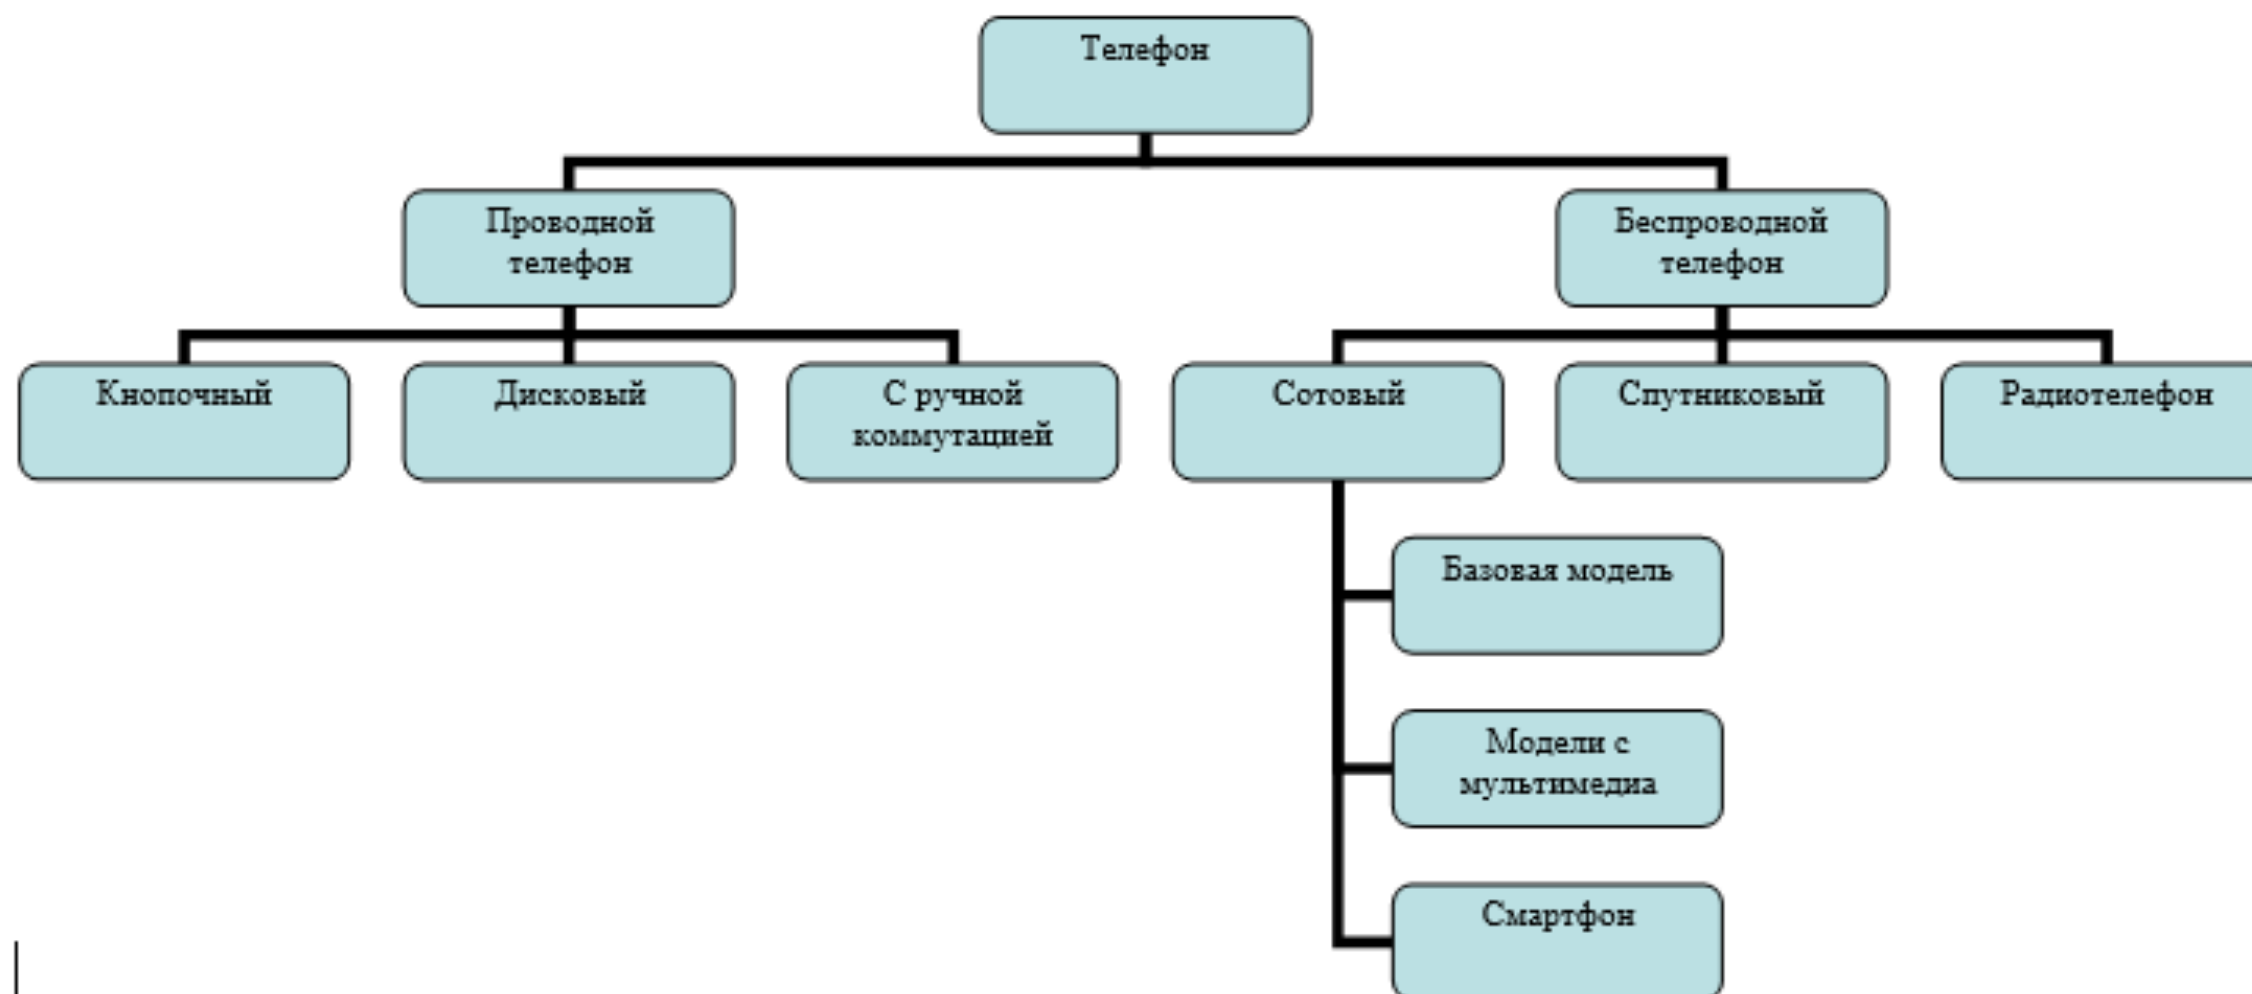 Телефон
Проводной
телефон
Беспроводной
телефон
Кнопочный
Дисковый
С ручной
коммутацией
Сотовый
Спутниковый
Радиотелефон
Базовая модель
Модели с
мультимедиа
Смартфон